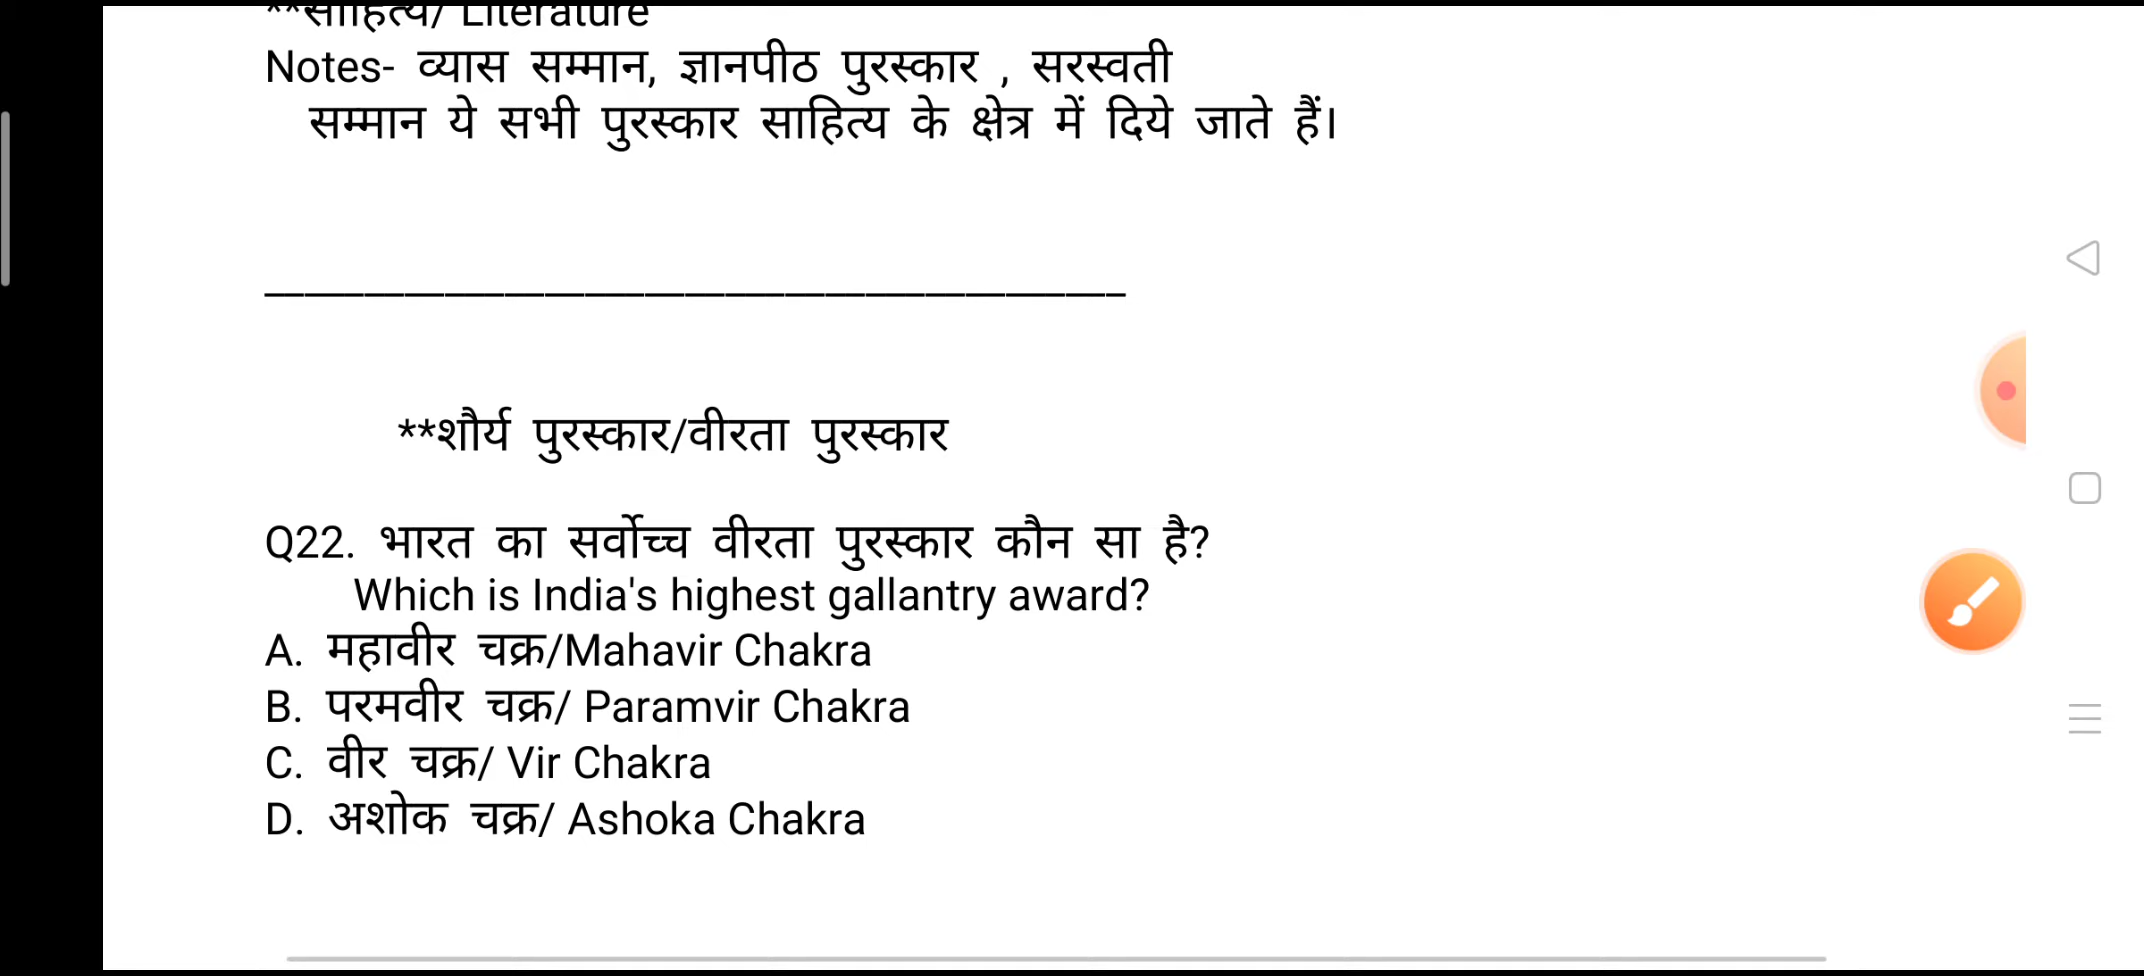 **साहित्य/ Literature
Notes- व्यास सम्मान, ज्ञानपीठ पुरस्कार , सरस्वती
सम्मान ये सभी पुरस्कार साहित्य के क्षेत्र में दिये जाते हैं।
**शौर्य पुरस्कार/वीरता पुरस्कार
Q22. भारत का सर्वोच्च वीरता पुरस्कार कौन सा है?
Which is India's highest gallantry award?
A. महावीर चक्र/Mahavir Chakra
B. परमवीर चक्र/ Paramvir Chakra
C. वीर चक्र/ Vir Chakra
D. अशोक चक्र/ Ashoka Chakra